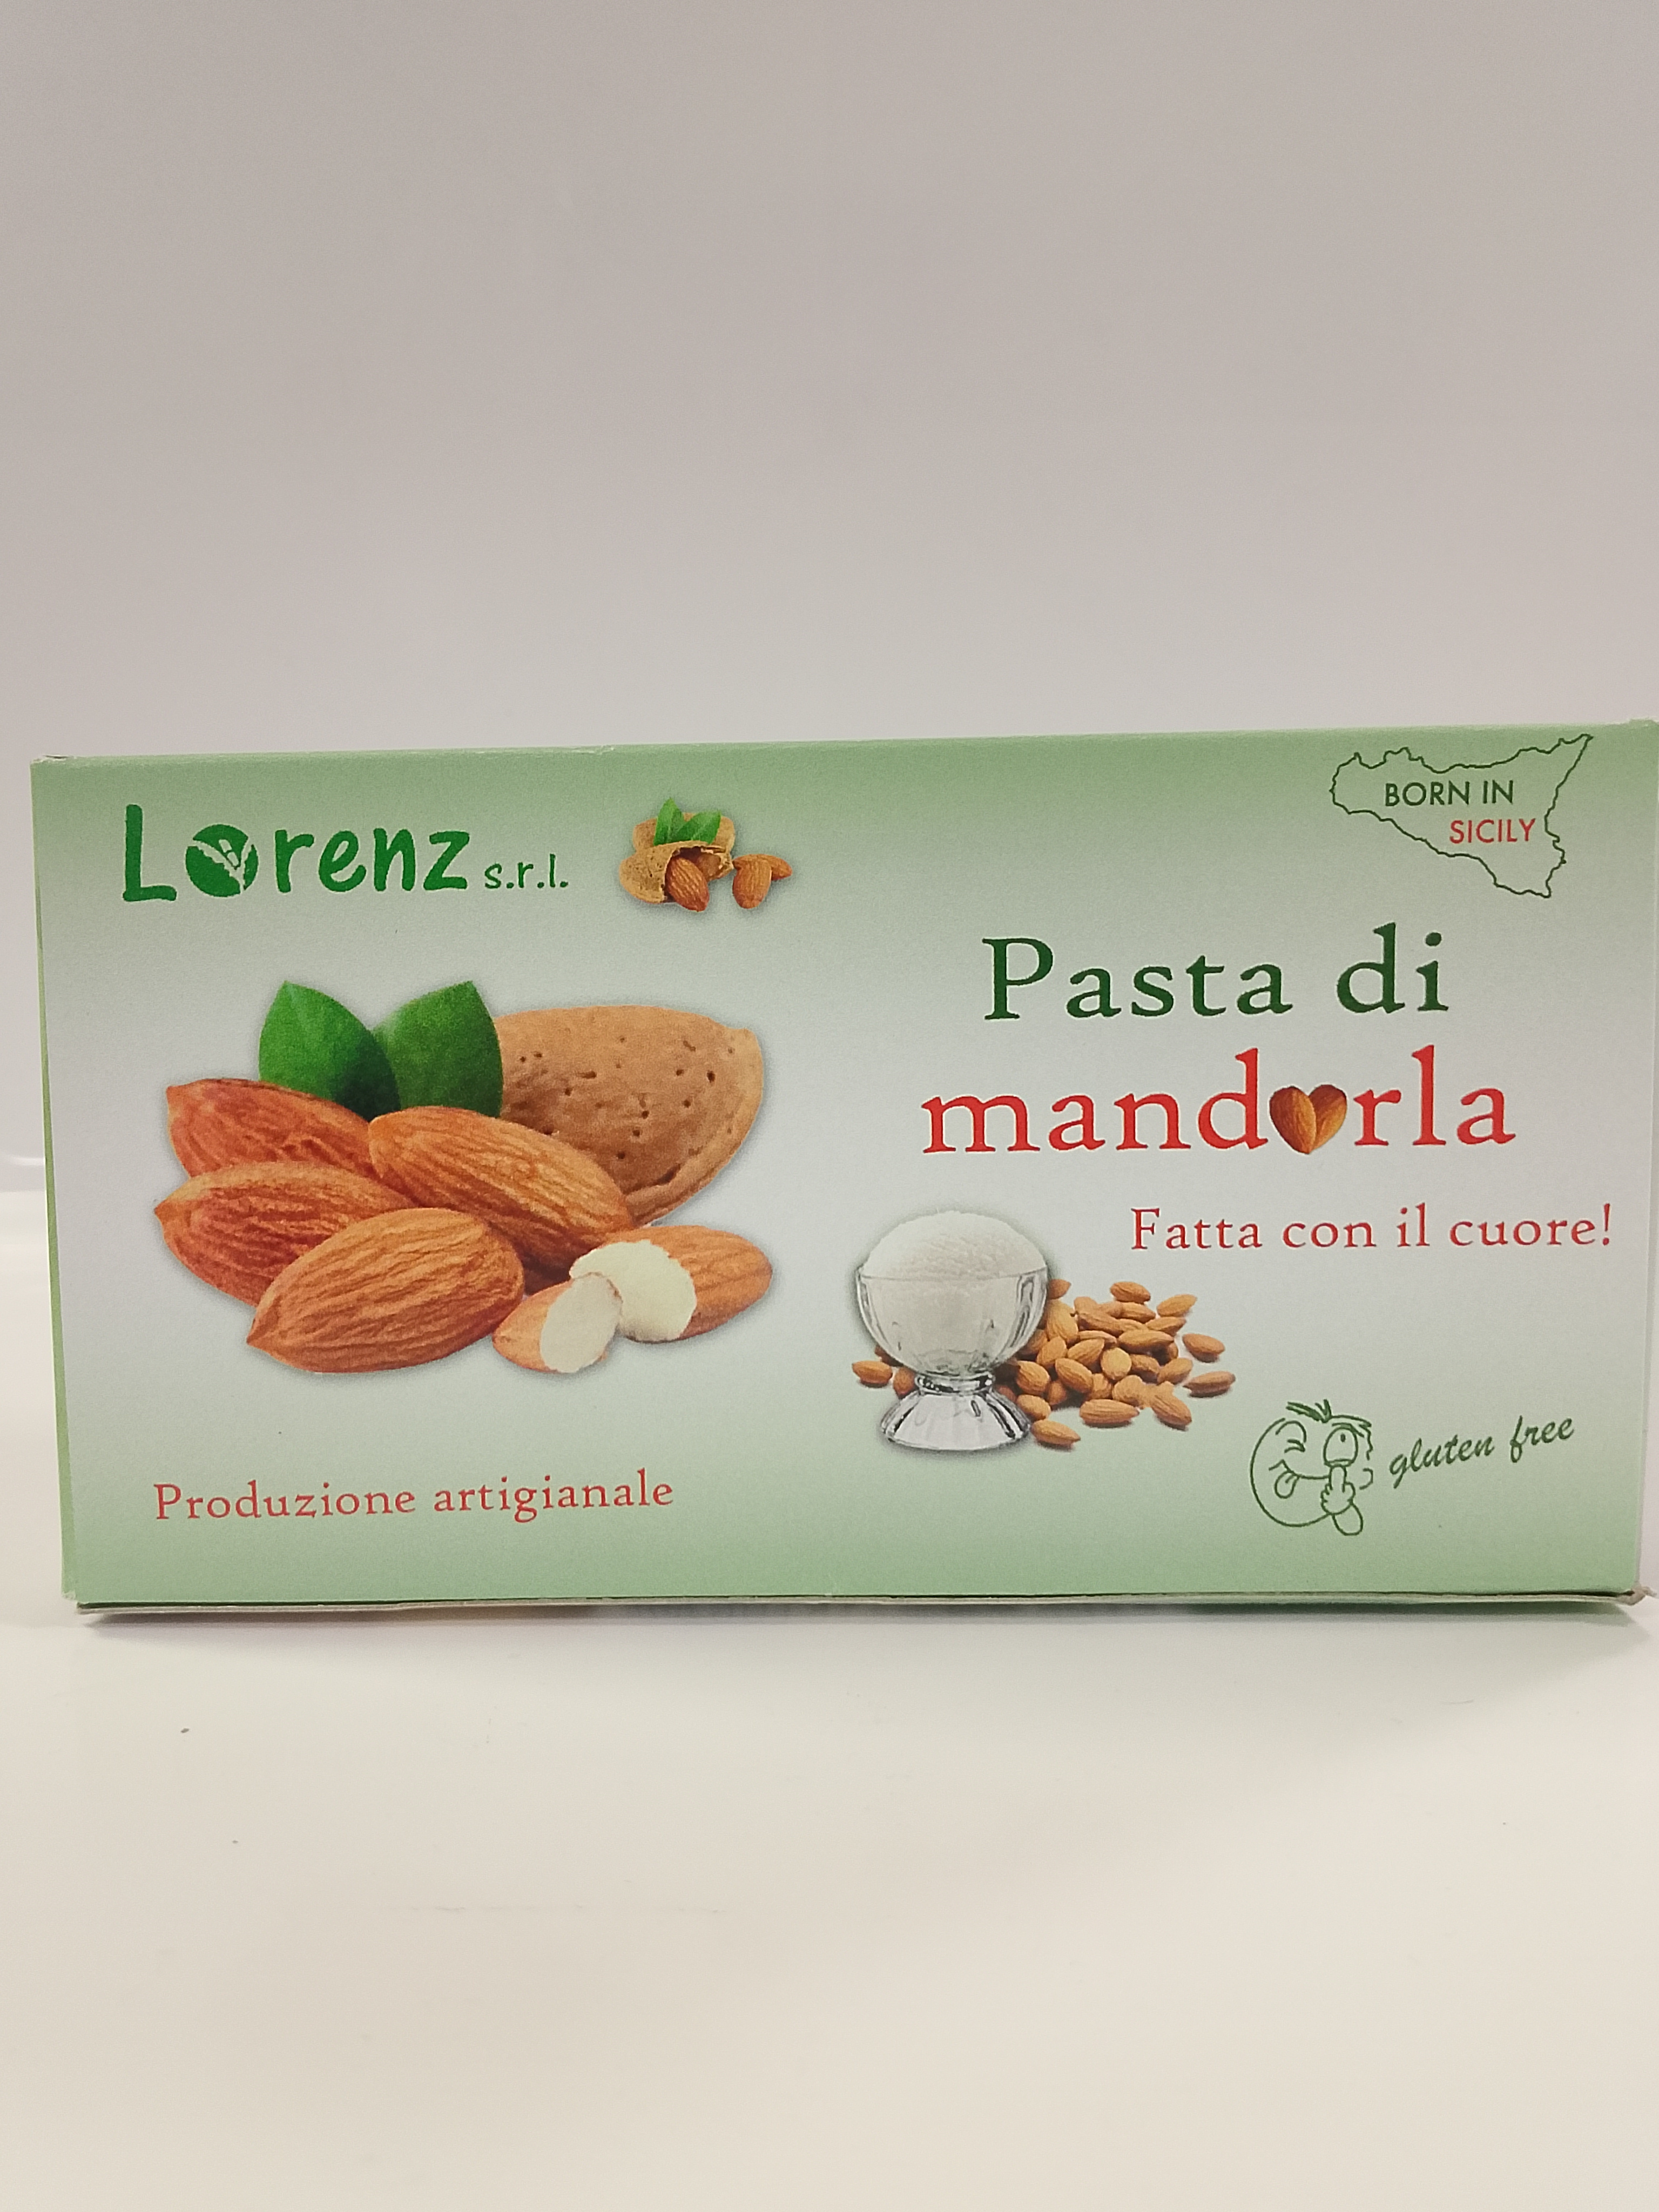 Lorenz s.r.l.
BORN IN
SICILY
Pasta di
mandorla
Fatta con il cuore!
gluten free
Produzione artigianale